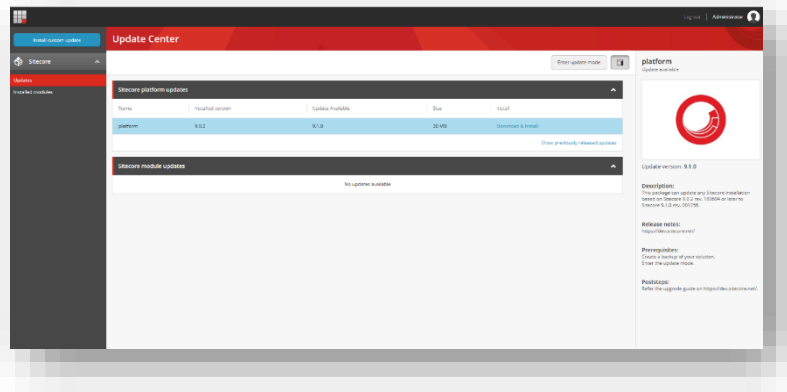 Log out | Administrator
Install custom update
Update Center
Sitecore
Updates
Installed modules
Enter update mode
Sitecore platform updates
Name Installed version Update Available Size Install
platform 9.0.2 9.1.0 38 MB Download & Install
Show previously released updates
Sitecore module updates
No updates available
platform
Update available
Update version: 9.1.0
Description:
This package can update any Sitecore installation
based on Sitecore 9.0.2 rev. or later to
Sitecore 9.1.0 rev.
Release notes:
https://dev.sitecore.net/
Prerequisites:
Create a backup of your solution.
Enter the update mode.
Poststeps:
Refer the upgrade guide on https://dev.sitecore.net/.